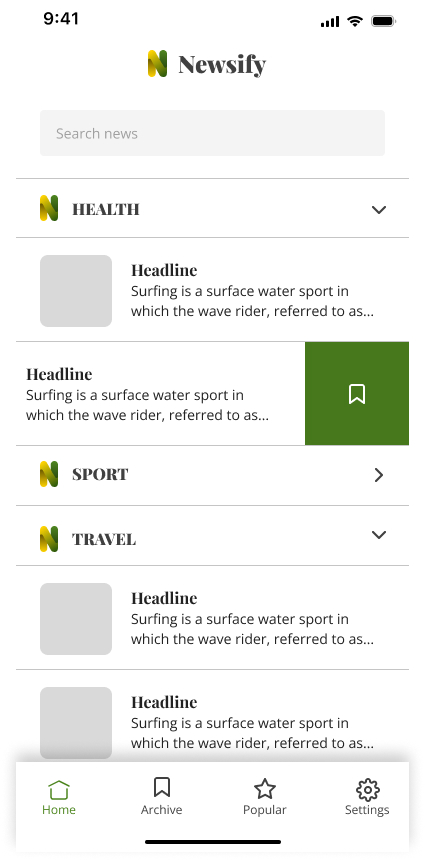 9:41
Newsify
Search news
HEALTH
Headline
Surfing is a surface water sport in
which the wave rider, referred to as...
Headline
Surfing is a surface water sport in
which the wave rider, referred to as...
SPORT
TRAVEL
Headline
Surfing is a surface water sport in
which the wave rider, referred to as...
Headline
Surfing is a surface water sport in
which the wave rider, referred to as...
Home Archive Popular Settings